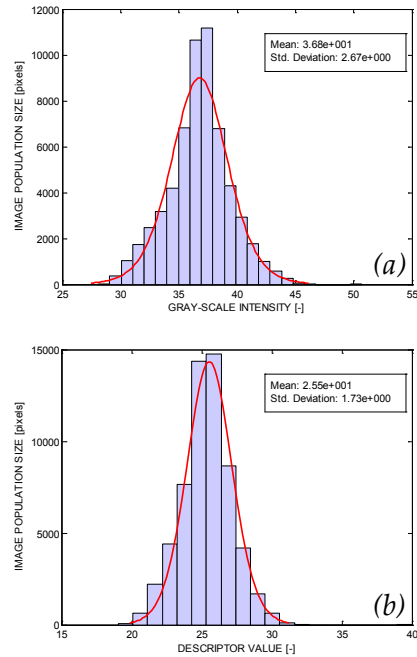 12000
10000
8000
6000
4000
2000
0
IMAGE POPULATION SIZE [pixels]
Mean: 3.68e+001
Std. Deviation: 2.67e+000
(a)
25 30 35 40 45 50 55
GRAY-SCALE INTENSITY [-]
15000
10000
5000
0
IMAGE POPULATION SIZE [pixels]
Mean: 2.55e+001
Std. Deviation: 1.73e+000
(b)
15 20 25 30 35 40
DESCRIPTOR VALUE [-]